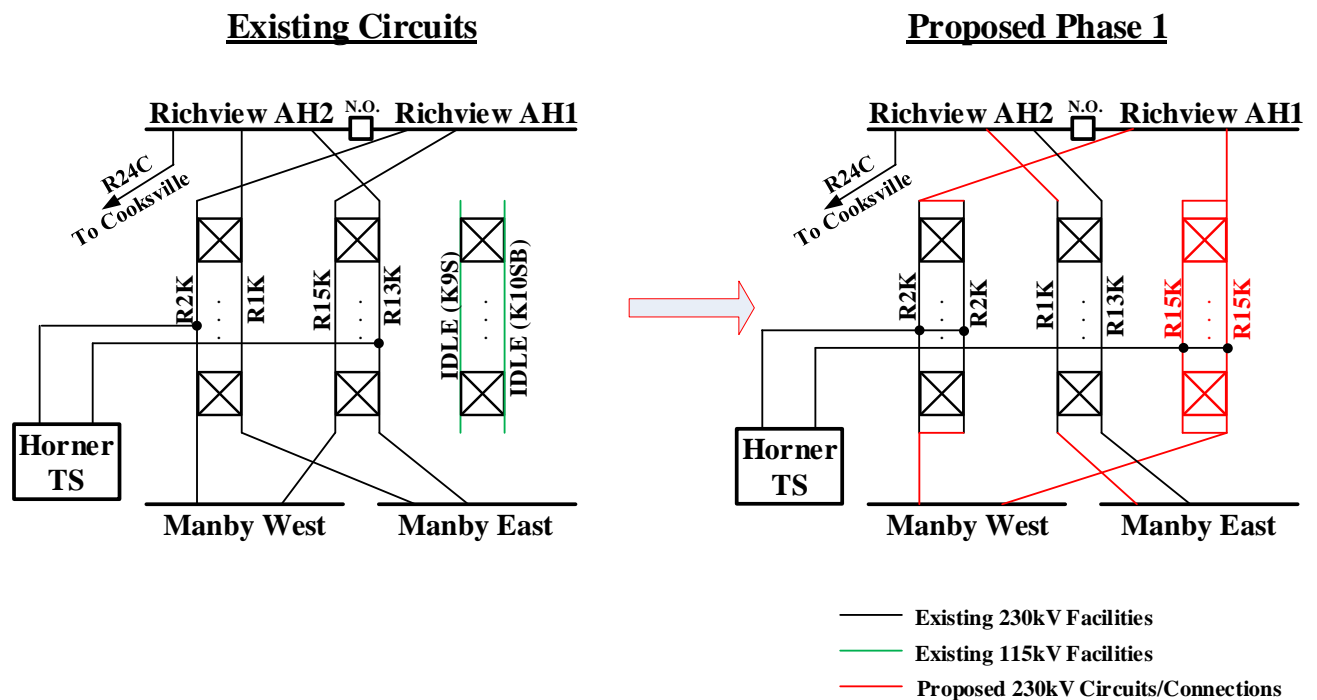 Existing Circuits
Richview AH2
N.O.
Richview AH1
R24C
To Cooksville
R2K
R1K
R15K
R13K
IDLE (K9S)
IDLE (K10SB)
Horner
TS
Manby West
Manby East
Proposed Phase 1
Richview AH2
N.O.
Richview AH1
R24C
To Cooksville
R2K
R2K
R1K
R13K
R15K
R15K
Horner
TS
Manby West
Manby East
Existing 230kV Facilities
Existing 115kV Facilities
Proposed 230kV Circuits/Connections